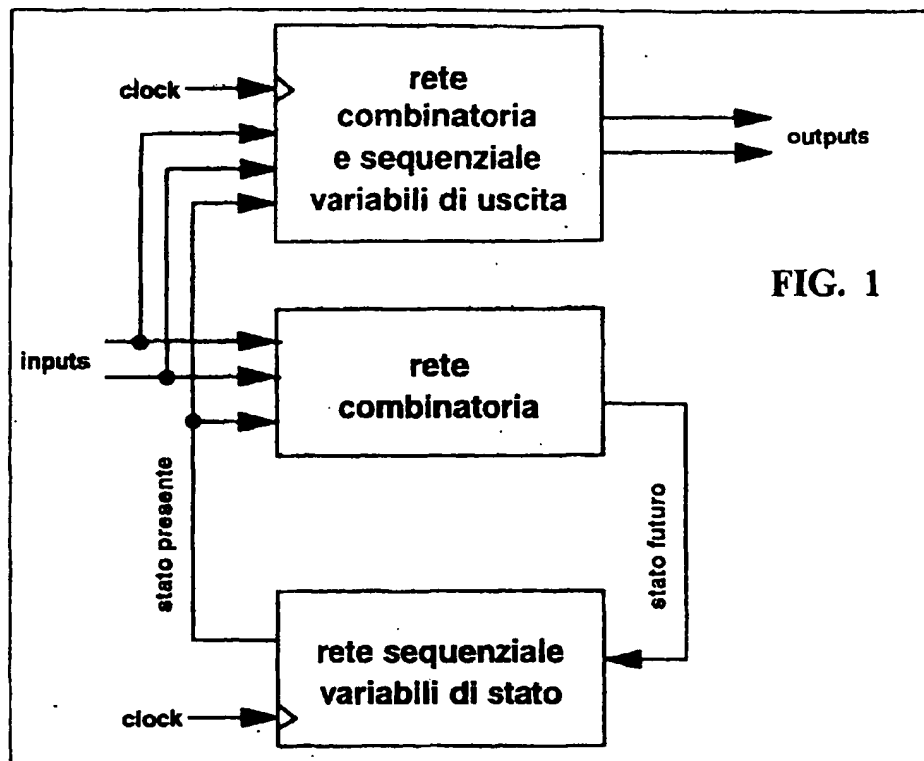 clock
rete
combinatoria
e sequenziale
variabili di uscita
outputs
FIG. 1
inputs
rete
combinatoria
stato presente
stato futuro
rete sequenziale
variabili di stato
clock